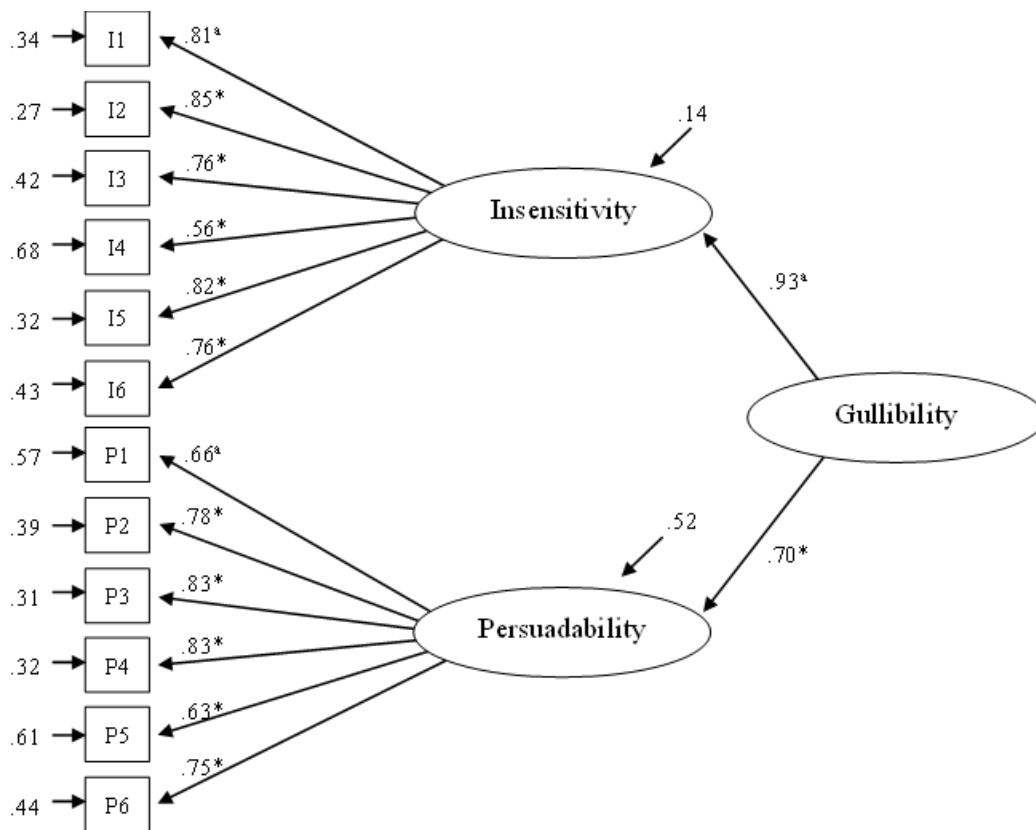 .34 I1 .81ª
.27 I2 .85*
.14
.42 I3 .76*
Insensitivity
.68 I4 .56*
.93ª
.32 I5 .82*
.43 I6 .76*
Gullibility
.57 P1 .66ª
.39 P2 .78*
.52
.70*
.31 P3 .83*
Persuadability
.32 P4 .83*
.61 P5 .63*
.44 P6 .75*